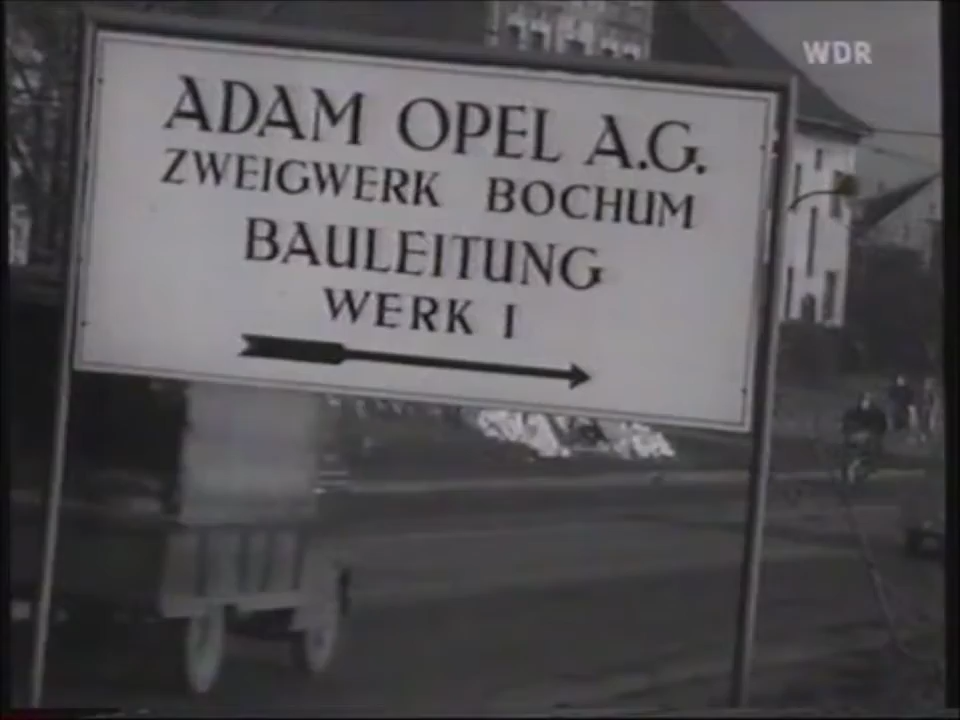 WDR
ADAM OPEL A.G.
ZWEIGWERK BOCHUM
BAULEITUNG
WERK I